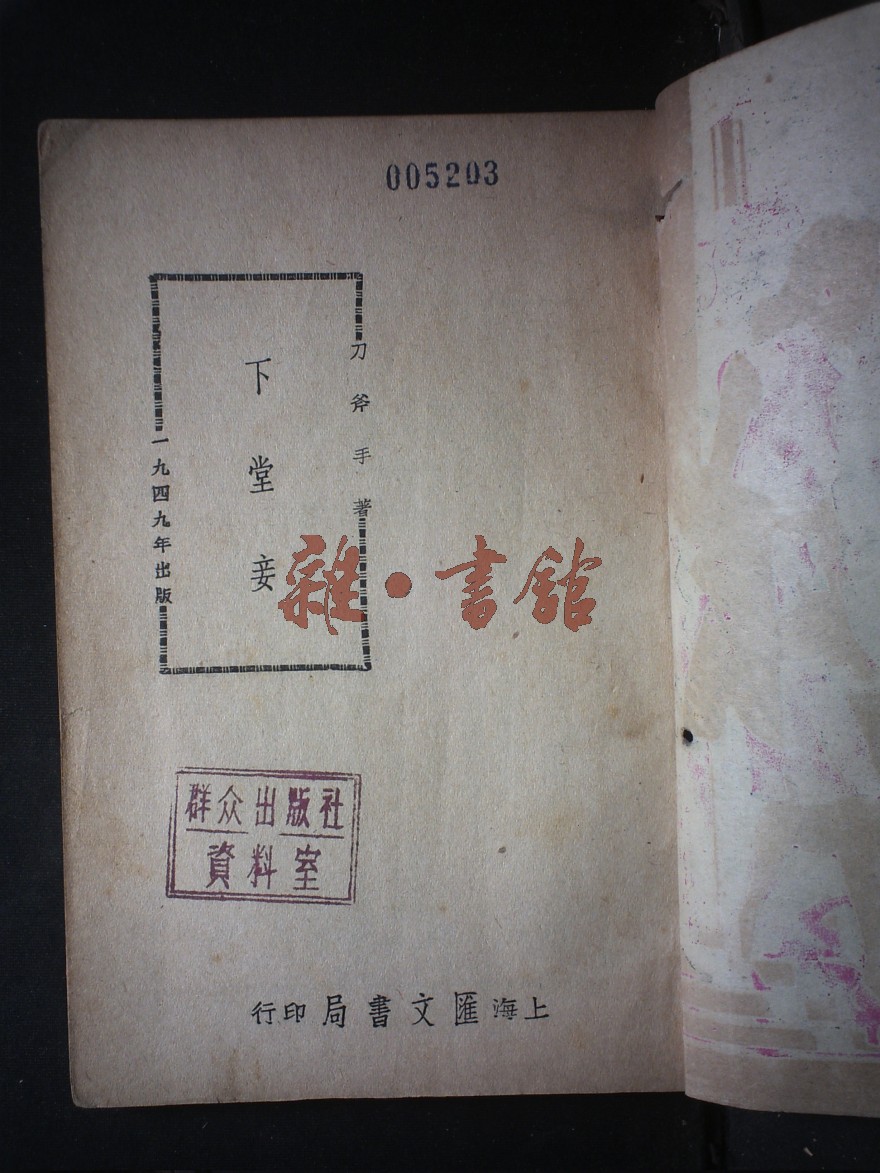 005203
刀斧手著
下堂妾
一九四九年出版
雜·書館
群众出版社
資料室
上海匯文書局印行